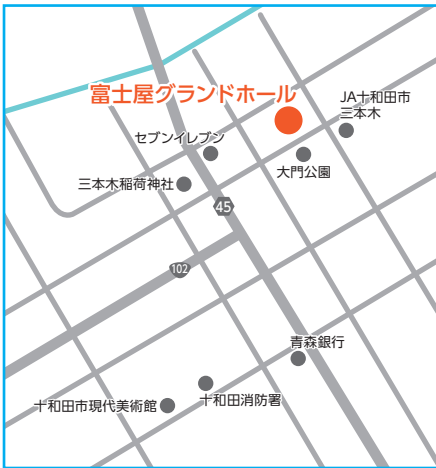 富士屋グランドホール
JA十和田市
三本木
セブンイレブン
大門公園
三本木稲荷神社
45
102
青森銀行
十和田市現代美術館
十和田消防署